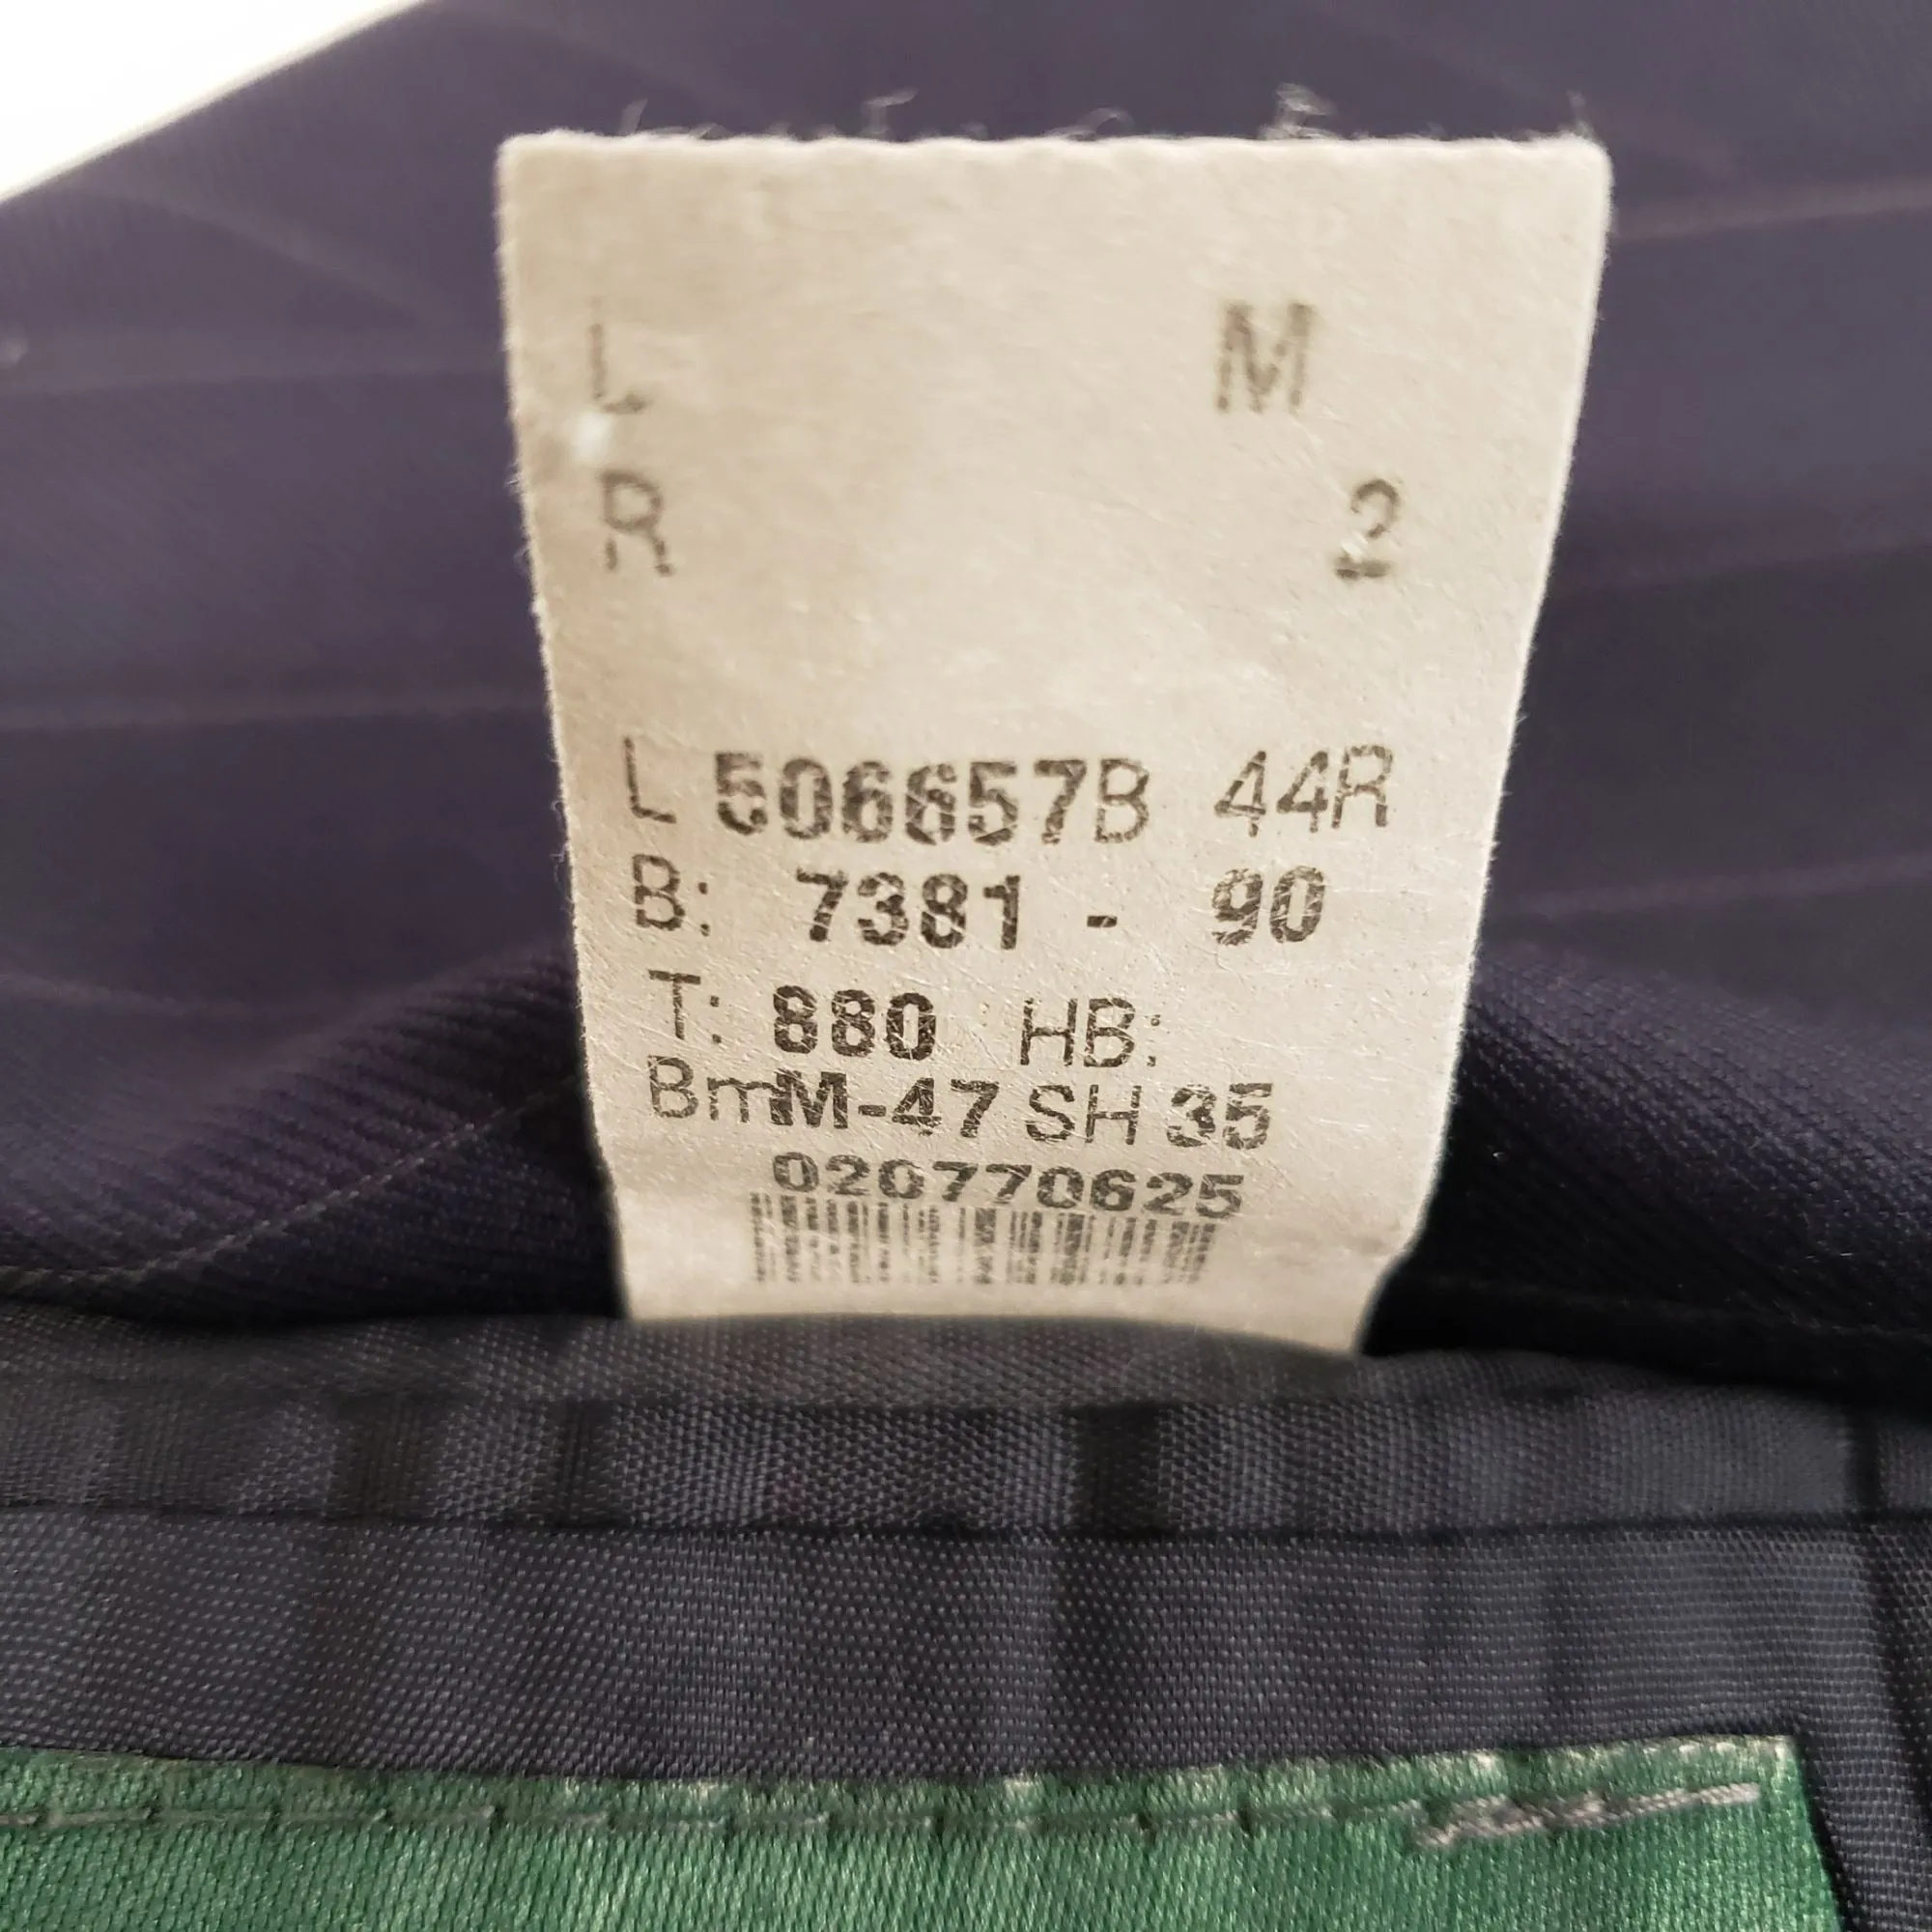 L M
R 2
L 506657B 44R
B: 7381 - 90
T: 880 HB:
BmM-47 SH 35
020770625